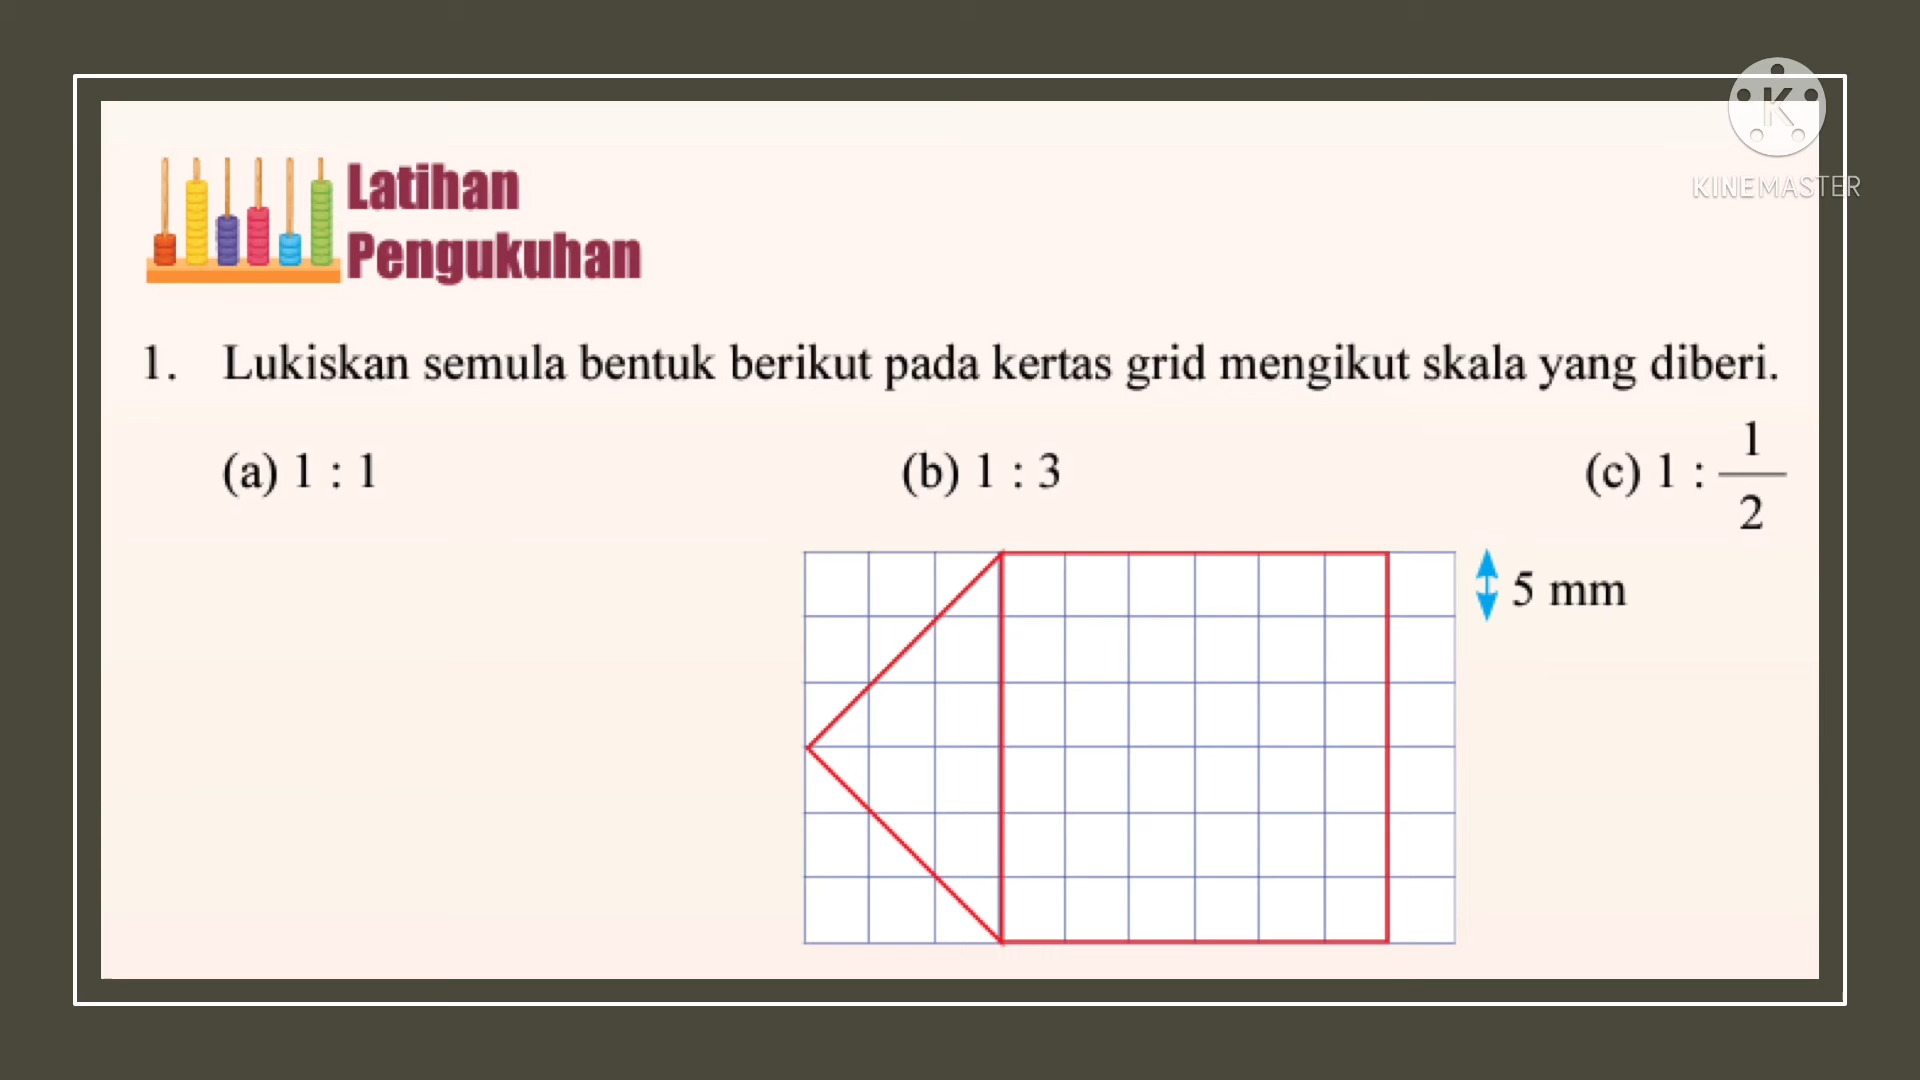 K
KINEMASTER
Latihan
Pengukuhan
1. Lukiskan semula bentuk berikut pada kertas grid mengikut skala yang diberi.
(a) 1 : 1 (b) 1 : 3 (c) 1 : 1/2
5 mm